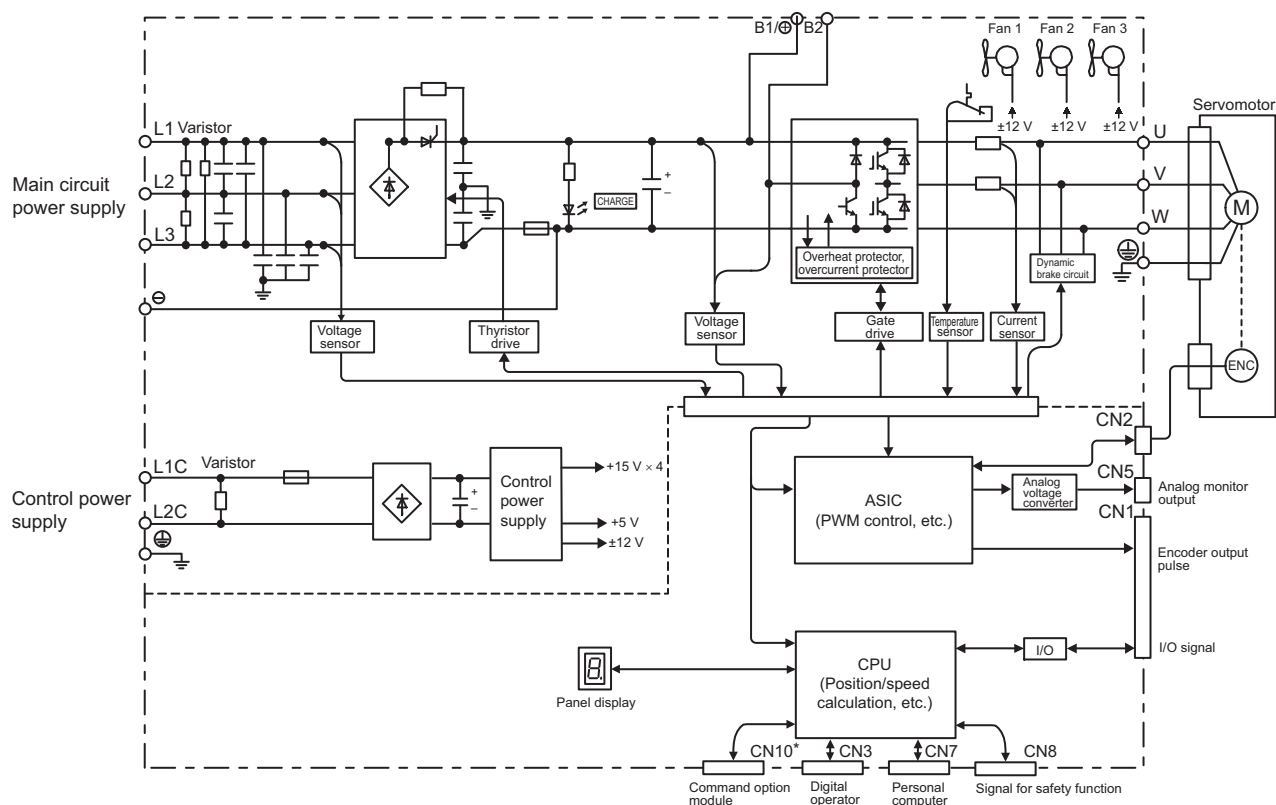 B1/⊕ B2
Fan 1 Fan 2 Fan 3
±12 V ±12 V ±12 V
Servomotor
L1 Varistor
U
Main circuit
power supply
L2
V
CHARGE
+
–
M
L3
W
Overheat protector,
overcurrent protector
Dynamic
brake circuit
⊖
Voltage
sensor
Thyristor
drive
Voltage
sensor
Gate
drive
Temperature
sensor
Current
sensor
ENC
CN2
L1C
Varistor
+15 V × 4
Control power
supply
+
–
Control
power
supply
ASIC
(PWM control, etc.)
Analog
voltage
converter
CN5
Analog monitor
output
L2C
+5 V
±12 V
CN1
Encoder output
pulse
CPU
(Position/speed
calculation, etc.)
I/O
I/O signal
8.
Panel display
CN10* CN3 CN7 CN8
Command option
module
Digital
operator
Personal
computer
Signal for safety function